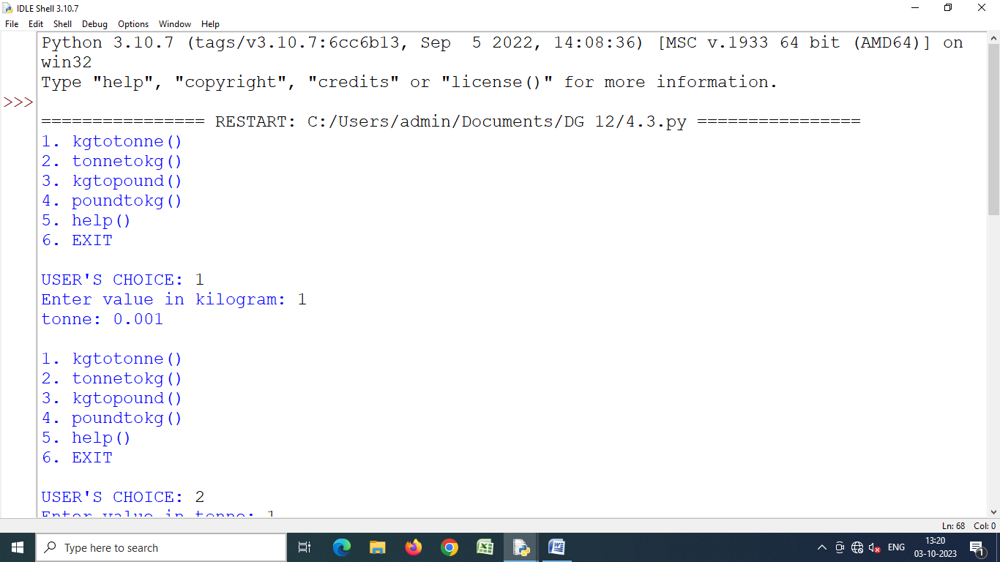 IDLE Shell 3.10.7
File Edit Shell Debug Options Window Help
Python 3.10.7 (tags/v3.10.7:6cc6b13, Sep  5 2022, 14:08:36) [MSC v.1933 64 bit (AMD64)] on
win32
Type "help", "copyright", "credits" or "license()" for more information.
>>>
================ RESTART: C:/Users/admin/Documents/DG 12/4.3.py ================
1. kgtotonne()
2. tonnetokg()
3. kgtopound()
4. poundtokg()
5. help()
6. EXIT
USER'S CHOICE: 1
Enter value in kilogram: 1
tonne: 0.001
1. kgtotonne()
2. tonnetokg()
3. kgtopound()
4. poundtokg()
5. help()
6. EXIT
USER'S CHOICE: 2
Enter value in tonne: 1
Ln: 68 Col: 0
Type here to search
ENG
13:20
03-10-2023
1